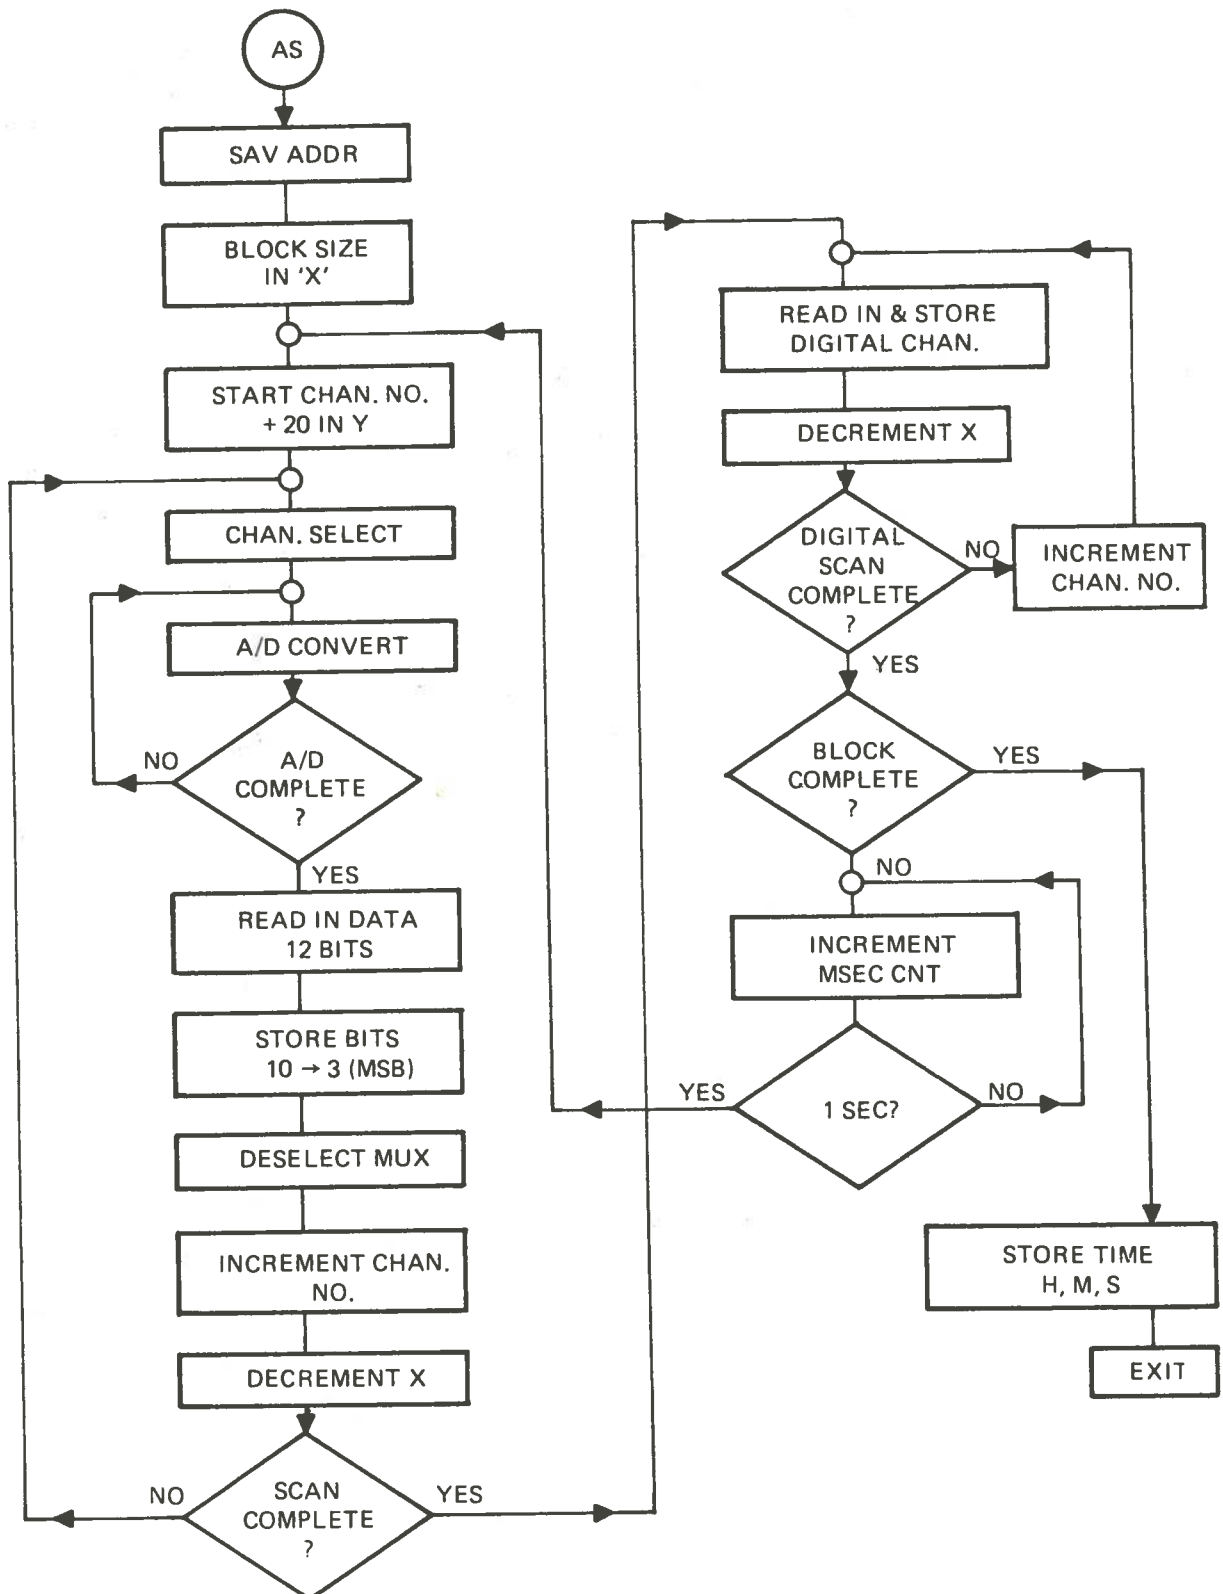 AS
SAV ADDR
BLOCK SIZE
IN 'X'
START CHAN. NO.
+ 20 IN Y
CHAN. SELECT
A/D CONVERT
NO
A/D
COMPLETE
?
YES
READ IN DATA
12 BITS
STORE BITS
10 → 3 (MSB)
DESELECT MUX
INCREMENT CHAN.
NO.
DECREMENT X
NO
SCAN
COMPLETE
?
YES
READ IN & STORE
DIGITAL CHAN.
DECREMENT X
DIGITAL
SCAN
COMPLETE
?
NO
INCREMENT
CHAN. NO.
YES
BLOCK
COMPLETE
?
YES
NO
INCREMENT
MSEC CNT
YES
1 SEC?
NO
STORE TIME
H, M, S
EXIT